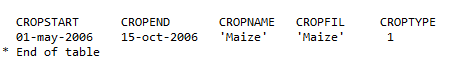 CROPSTART CROPEND CROPNAME CROPFIL CROPTYPE
01-may-2006 15-oct-2006 'Maize' 'Maize' 1
* End of table